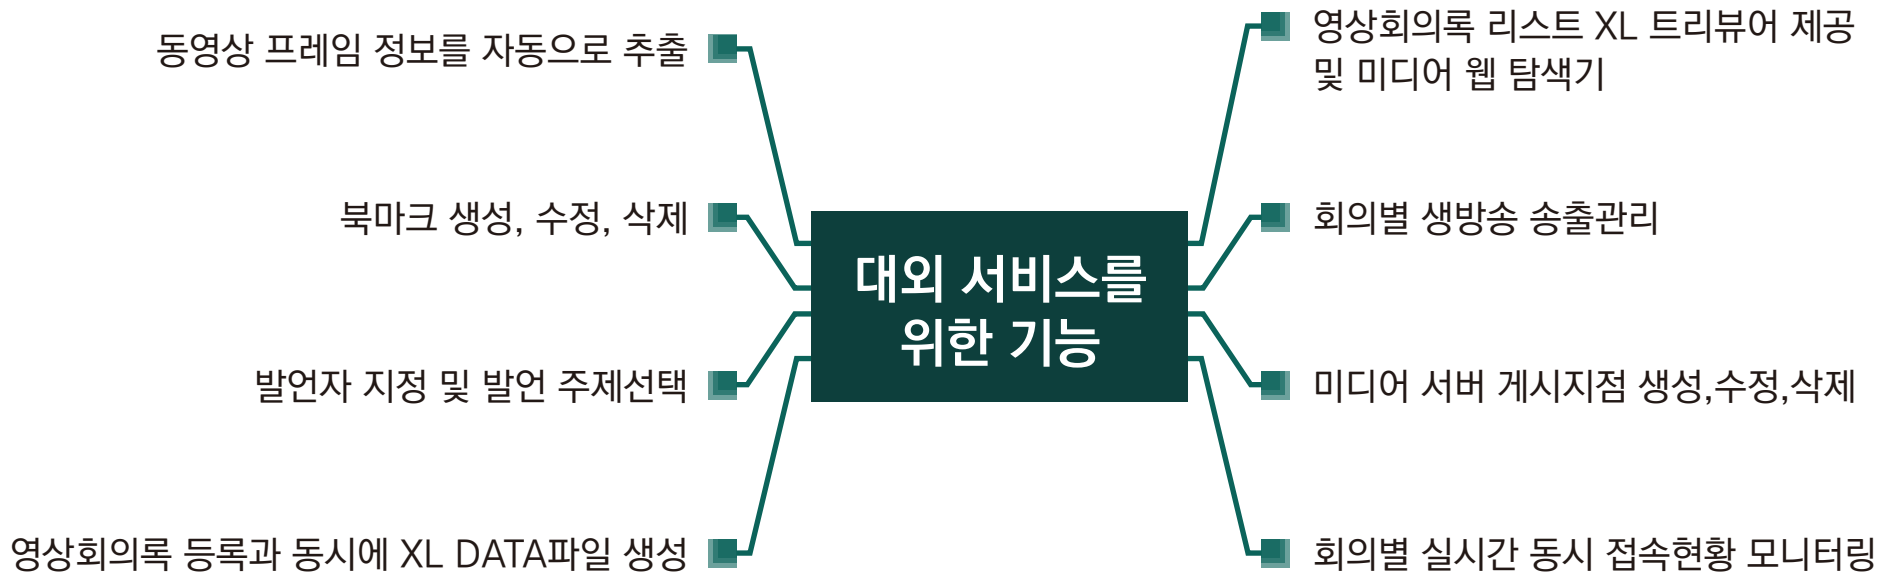 동영상 프레임 정보를 자동으로 추출
북마크 생성, 수정, 삭제
발언자 지정 및 발언 주제선택
영상회의록 등록과 동시에 XL DATA파일 생성
대외 서비스를
위한 기능
영상회의록 리스트 XL 트리뷰어 제공
및 미디어 웹 탐색기
회의별 생방송 송출관리
미디어 서버 게시지점 생성,수정,삭제
회의별 실시간 동시 접속현황 모니터링